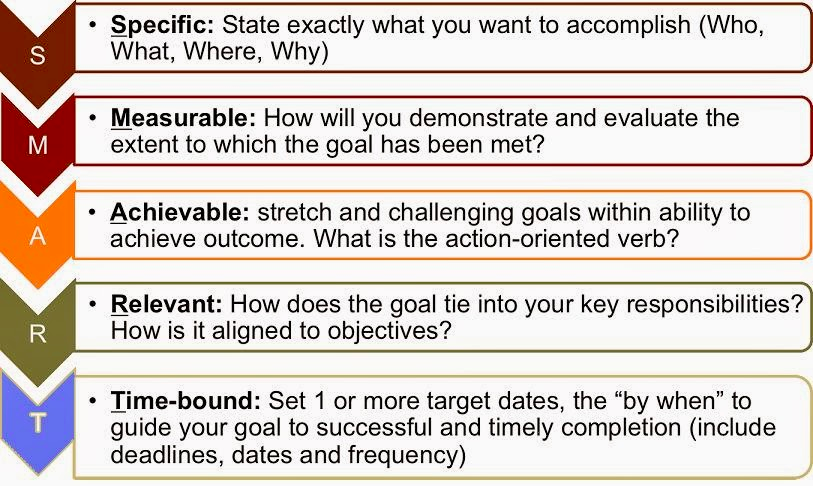 S
• Specific: State exactly what you want to accomplish (Who,
What, Where, Why)
M
• Measurable: How will you demonstrate and evaluate the
extent to which the goal has been met?
A
• Achievable: stretch and challenging goals within ability to
achieve outcome. What is the action-oriented verb?
R
• Relevant: How does the goal tie into your key responsibilities?
How is it aligned to objectives?
T
• Time-bound: Set 1 or more target dates, the “by when” to
guide your goal to successful and timely completion (include
deadlines, dates and frequency)